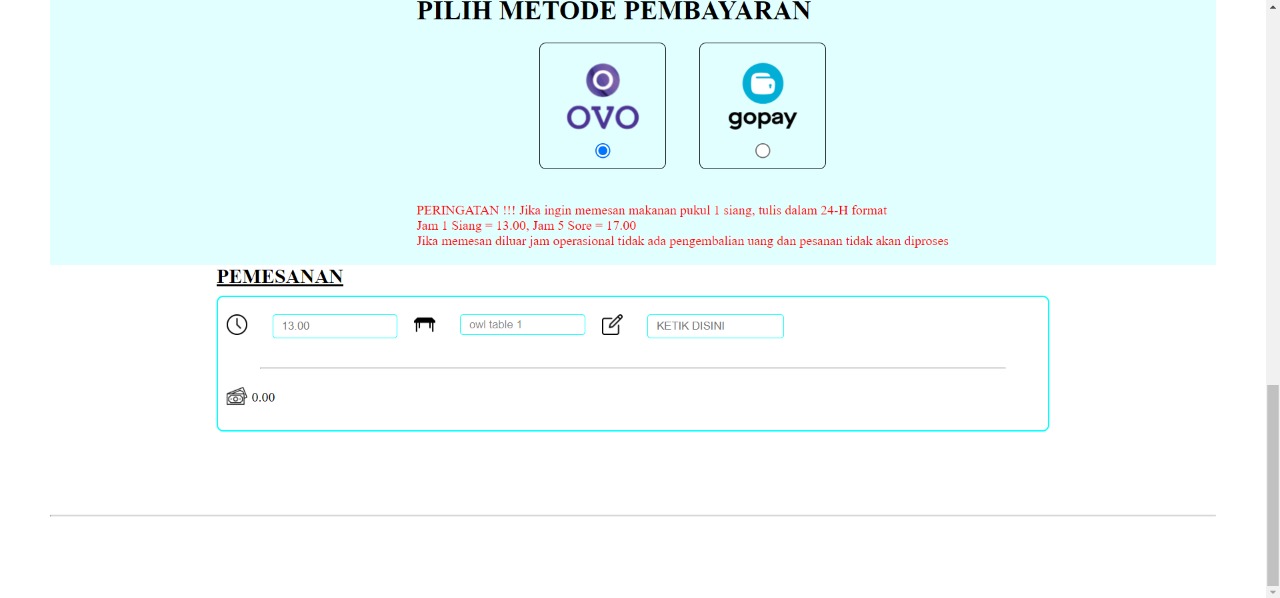 PILIH METODE PEMBAYARAN
OVO
gopay
PERINGATAN !!! Jika ingin memesan makanan pukul 1 siang, tulis dalam 24-H format
Jam 1 Siang = 13.00, Jam 5 Sore = 17.00
Jika memesan diluar jam operasional tidak ada pengembalian uang dan pesanan tidak akan diproses
PEMESANAN
13.00
owl table 1
KETIK DISINI
0.00